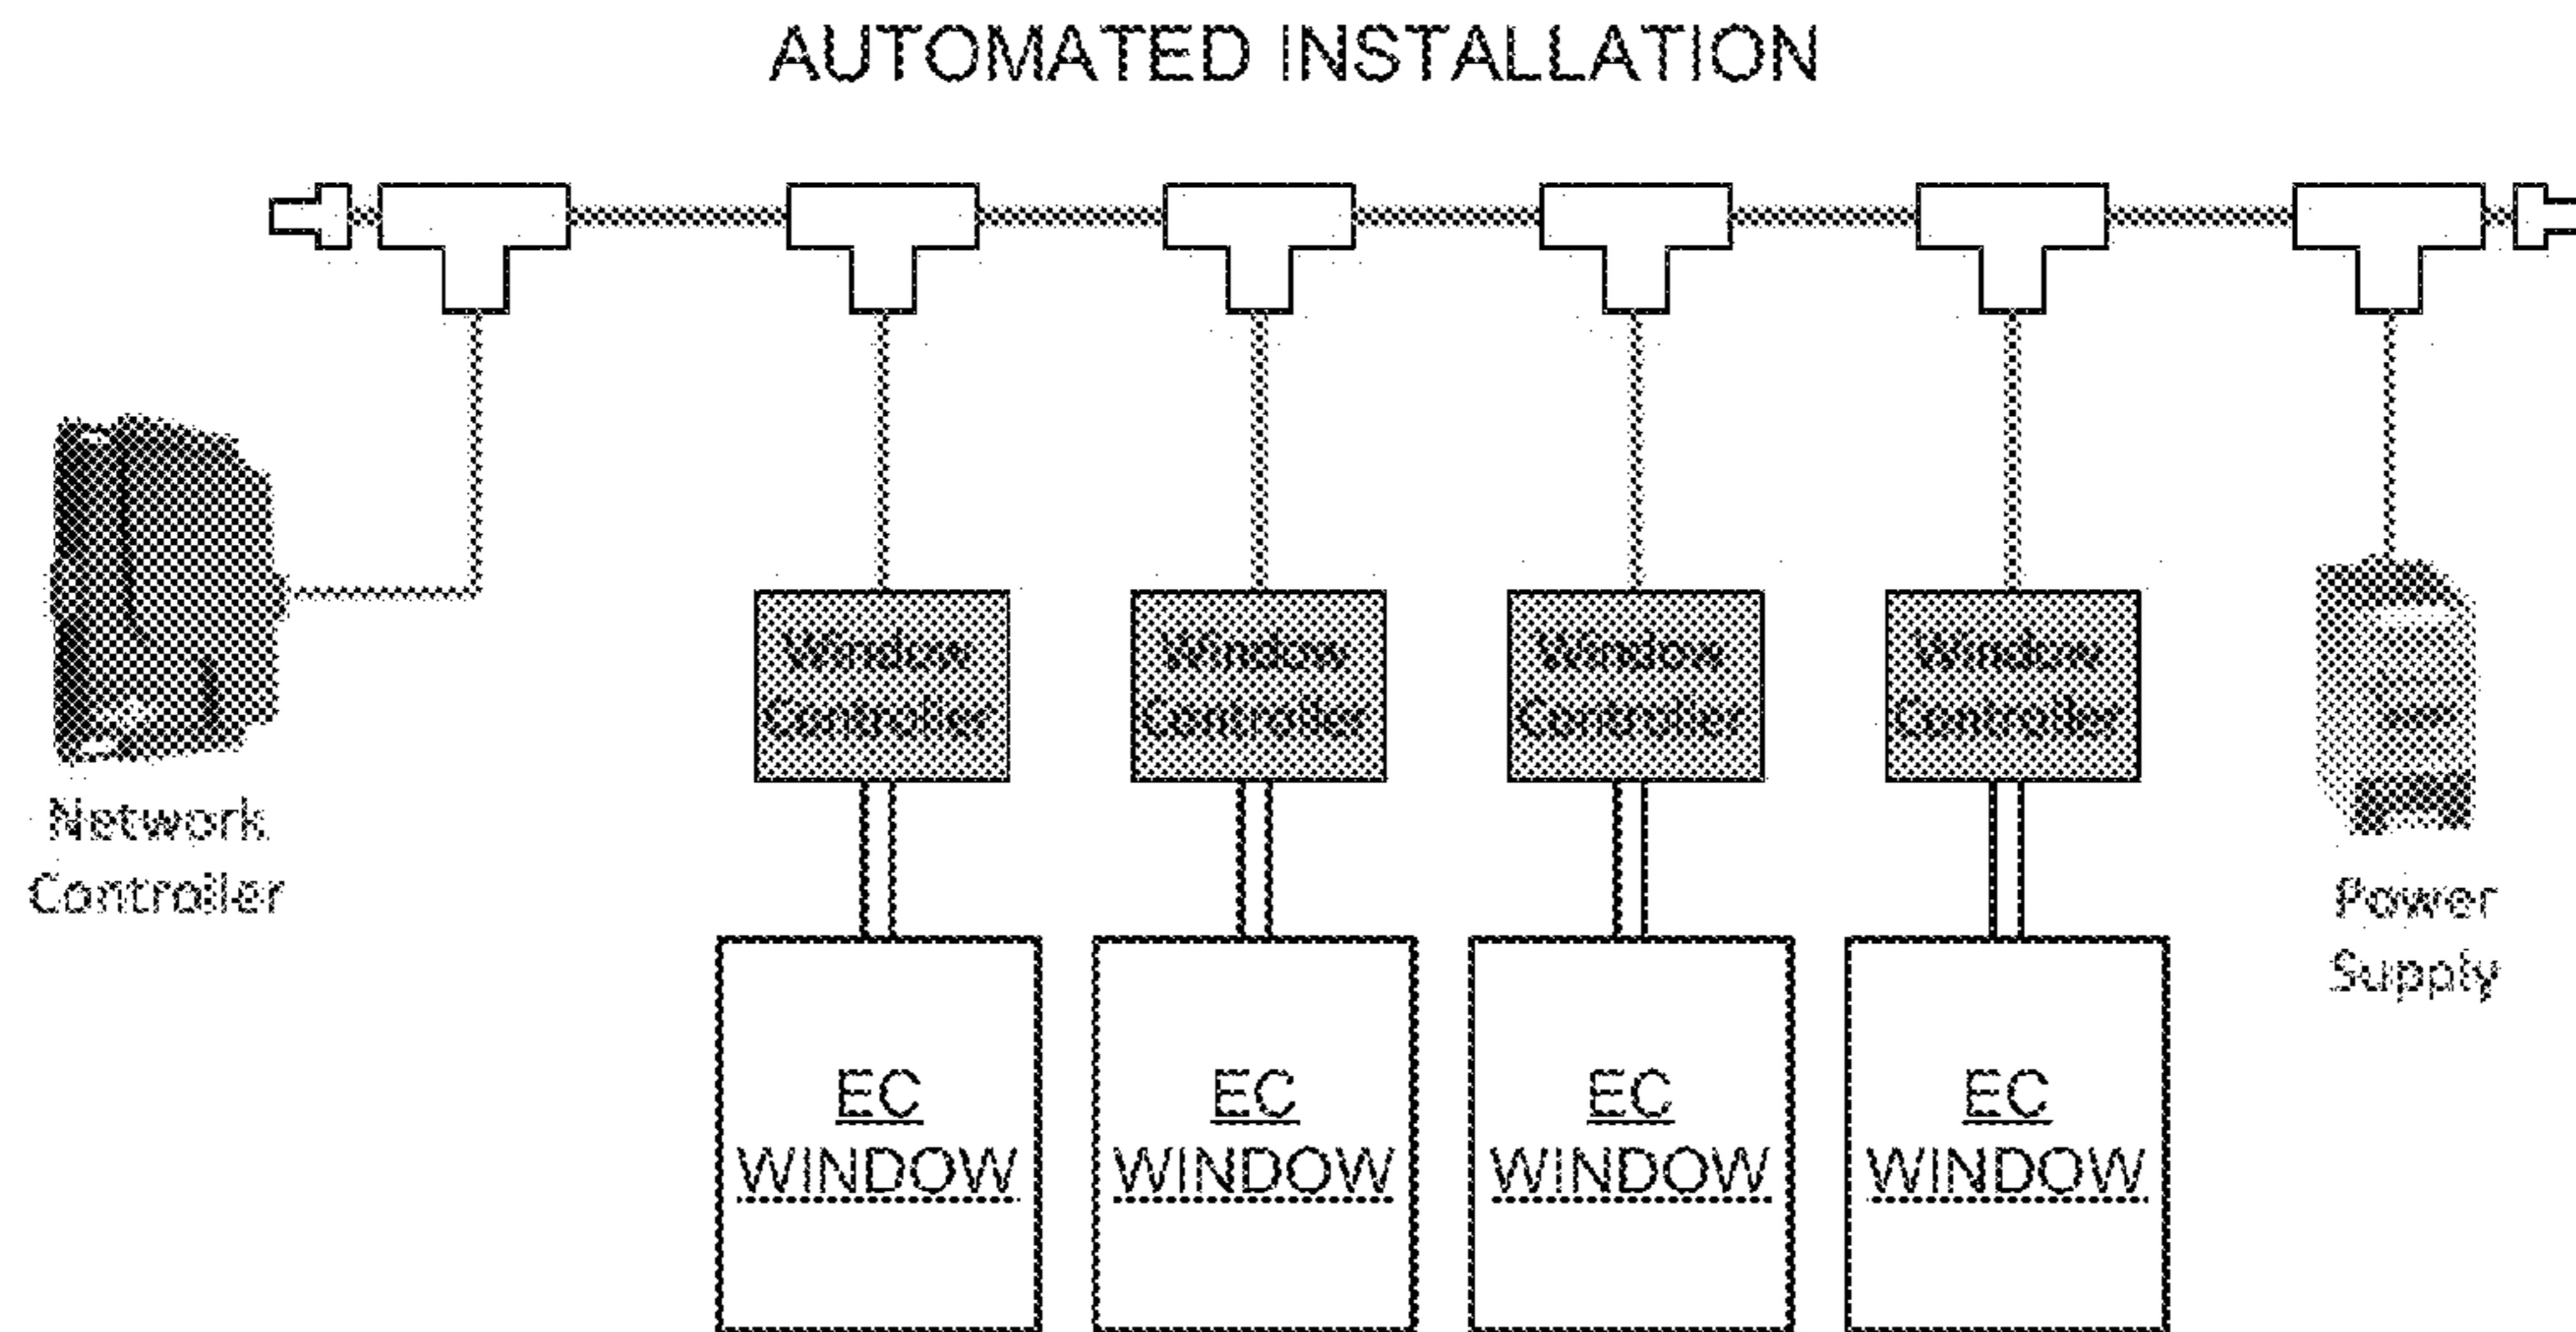 AUTOMATED INSTALLATION
Network
Controller
Window
Controller
Window
Controller
Window
Controller
Window
Controller
Power
Supply
EC
WINDOW
EC
WINDOW
EC
WINDOW
EC
WINDOW